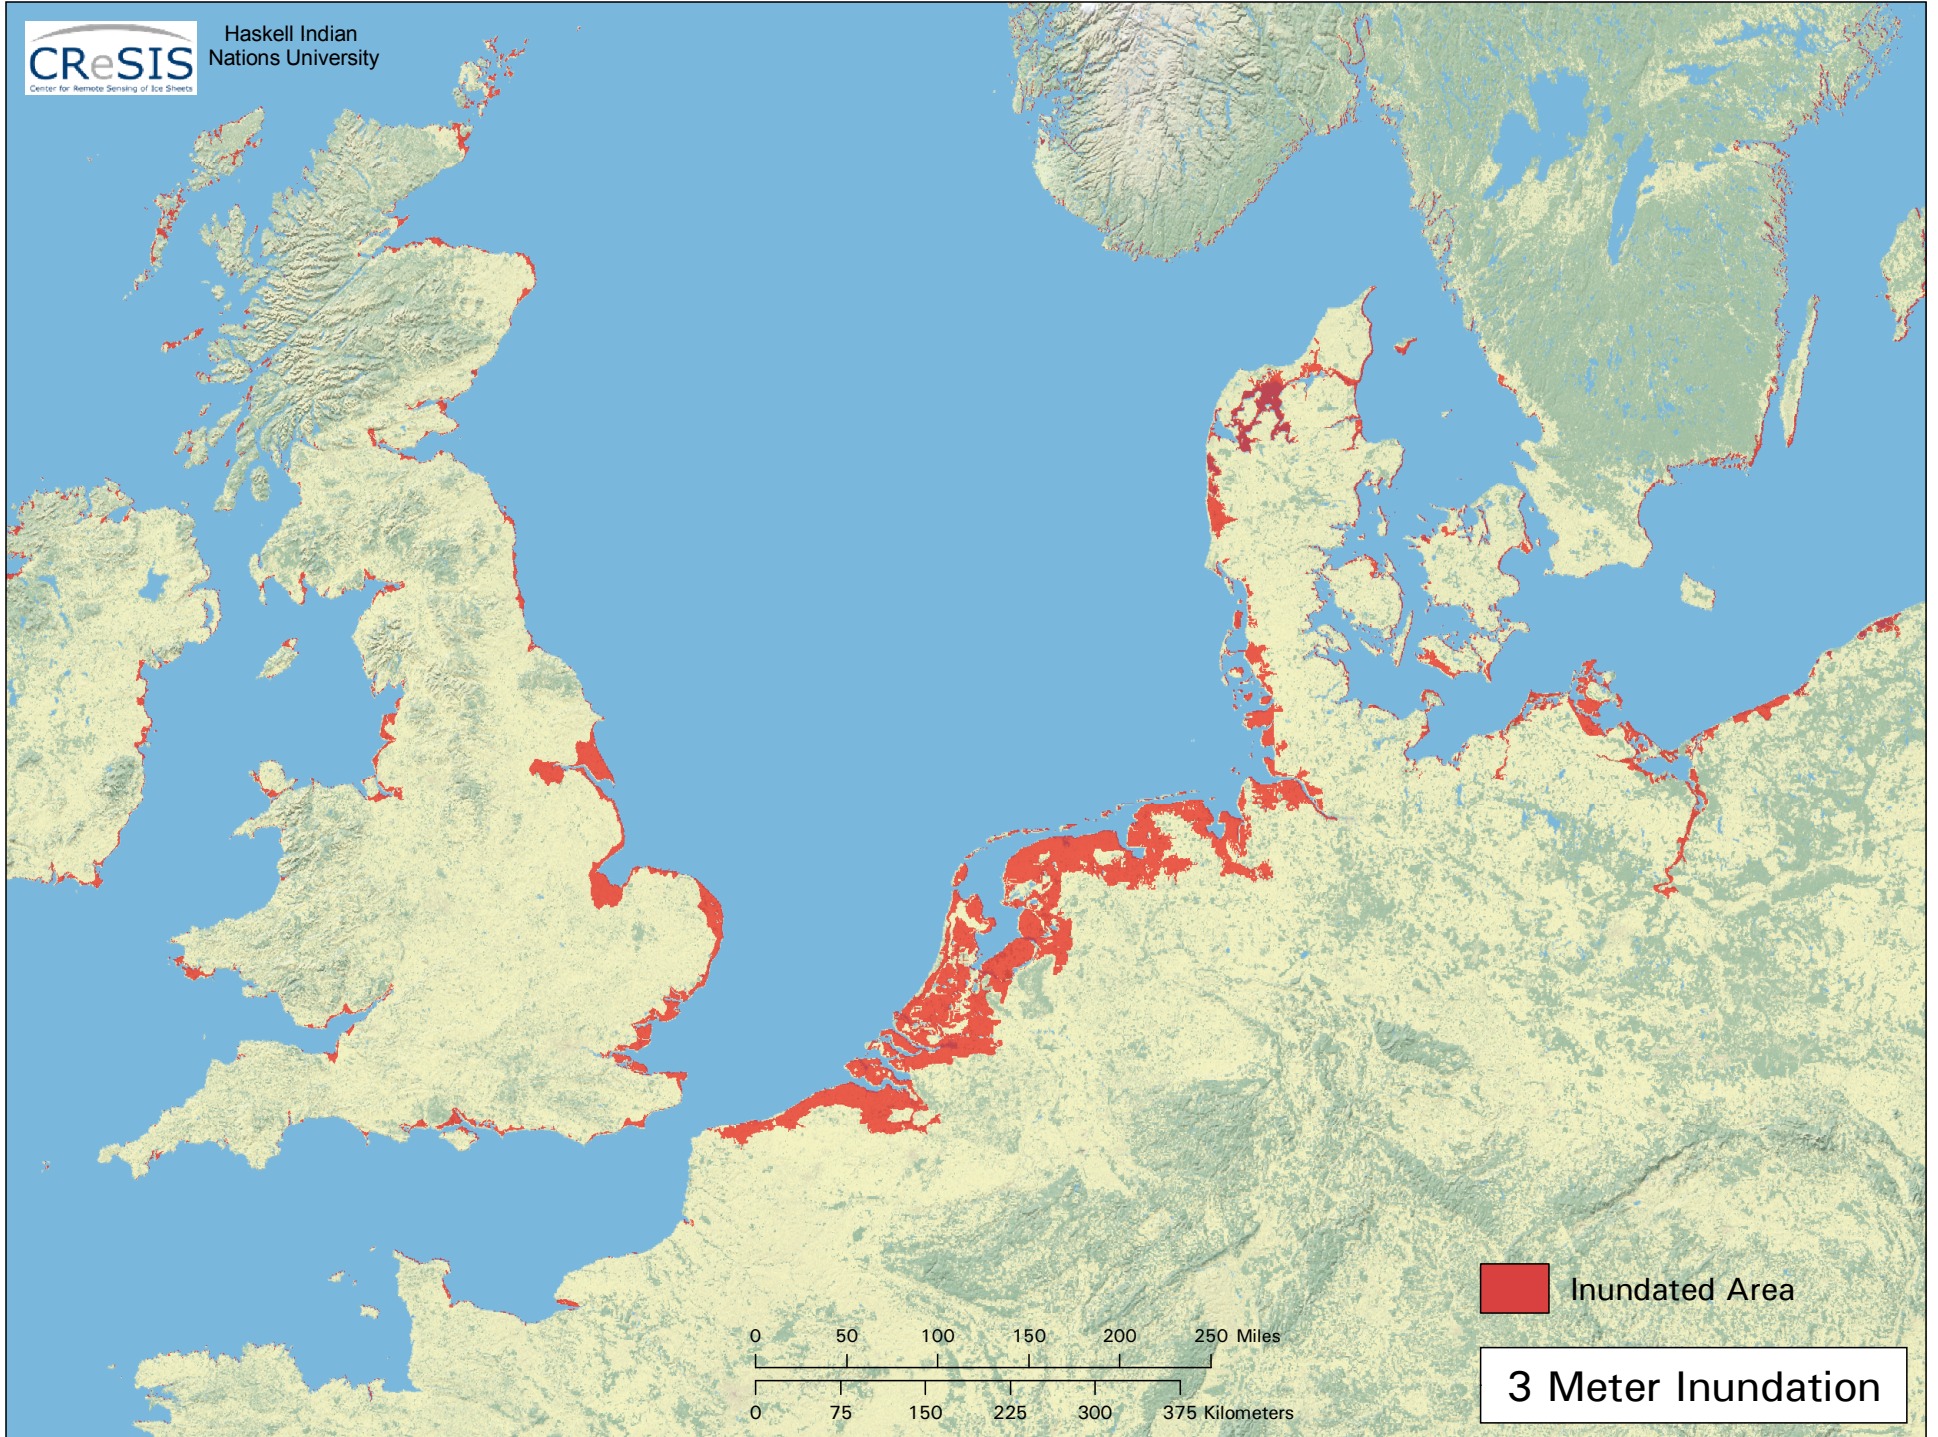 CReSIS
Center for Remote Sensing of Ice Sheets
Haskell Indian
Nations University
Inundated Area
0 50 100 150 200 250 Miles
0 75 150 225 300 375 Kilometers
3 Meter Inundation